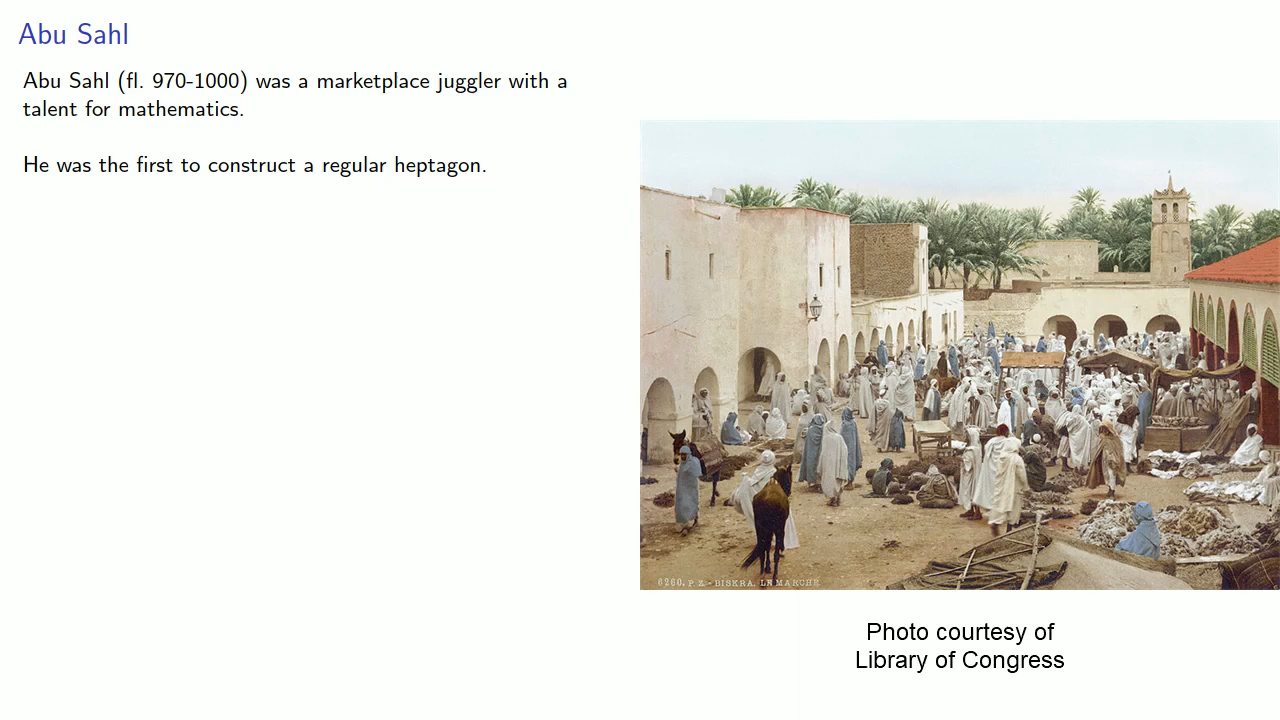 Abu Sahl
Abu Sahl (fl. 970-1000) was a marketplace juggler with a
talent for mathematics.
He was the first to construct a regular heptagon.
6260. P. Z. - BISKRA. LE MARCHÉ
Photo courtesy of
Library of Congress